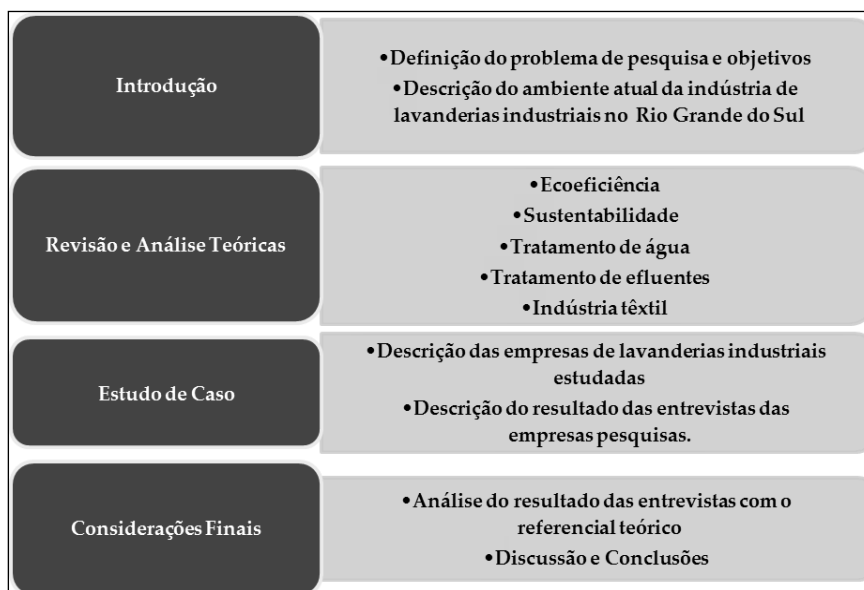 Introdução
•Definição do problema de pesquisa e objetivos
•Descrição do ambiente atual da indústria de
lavanderias industriais no Rio Grande do Sul
Revisão e Análise Teóricas
•Ecoeficiência
•Sustentabilidade
•Tratamento de água
•Tratamento de efluentes
•Indústria têxtil
Estudo de Caso
•Descrição das empresas de lavanderias industriais
estudadas
•Descrição do resultado das entrevistas das
empresas pesquisas.
Considerações Finais
•Análise do resultado das entrevistas com o
referencial teórico
•Discussão e Conclusões